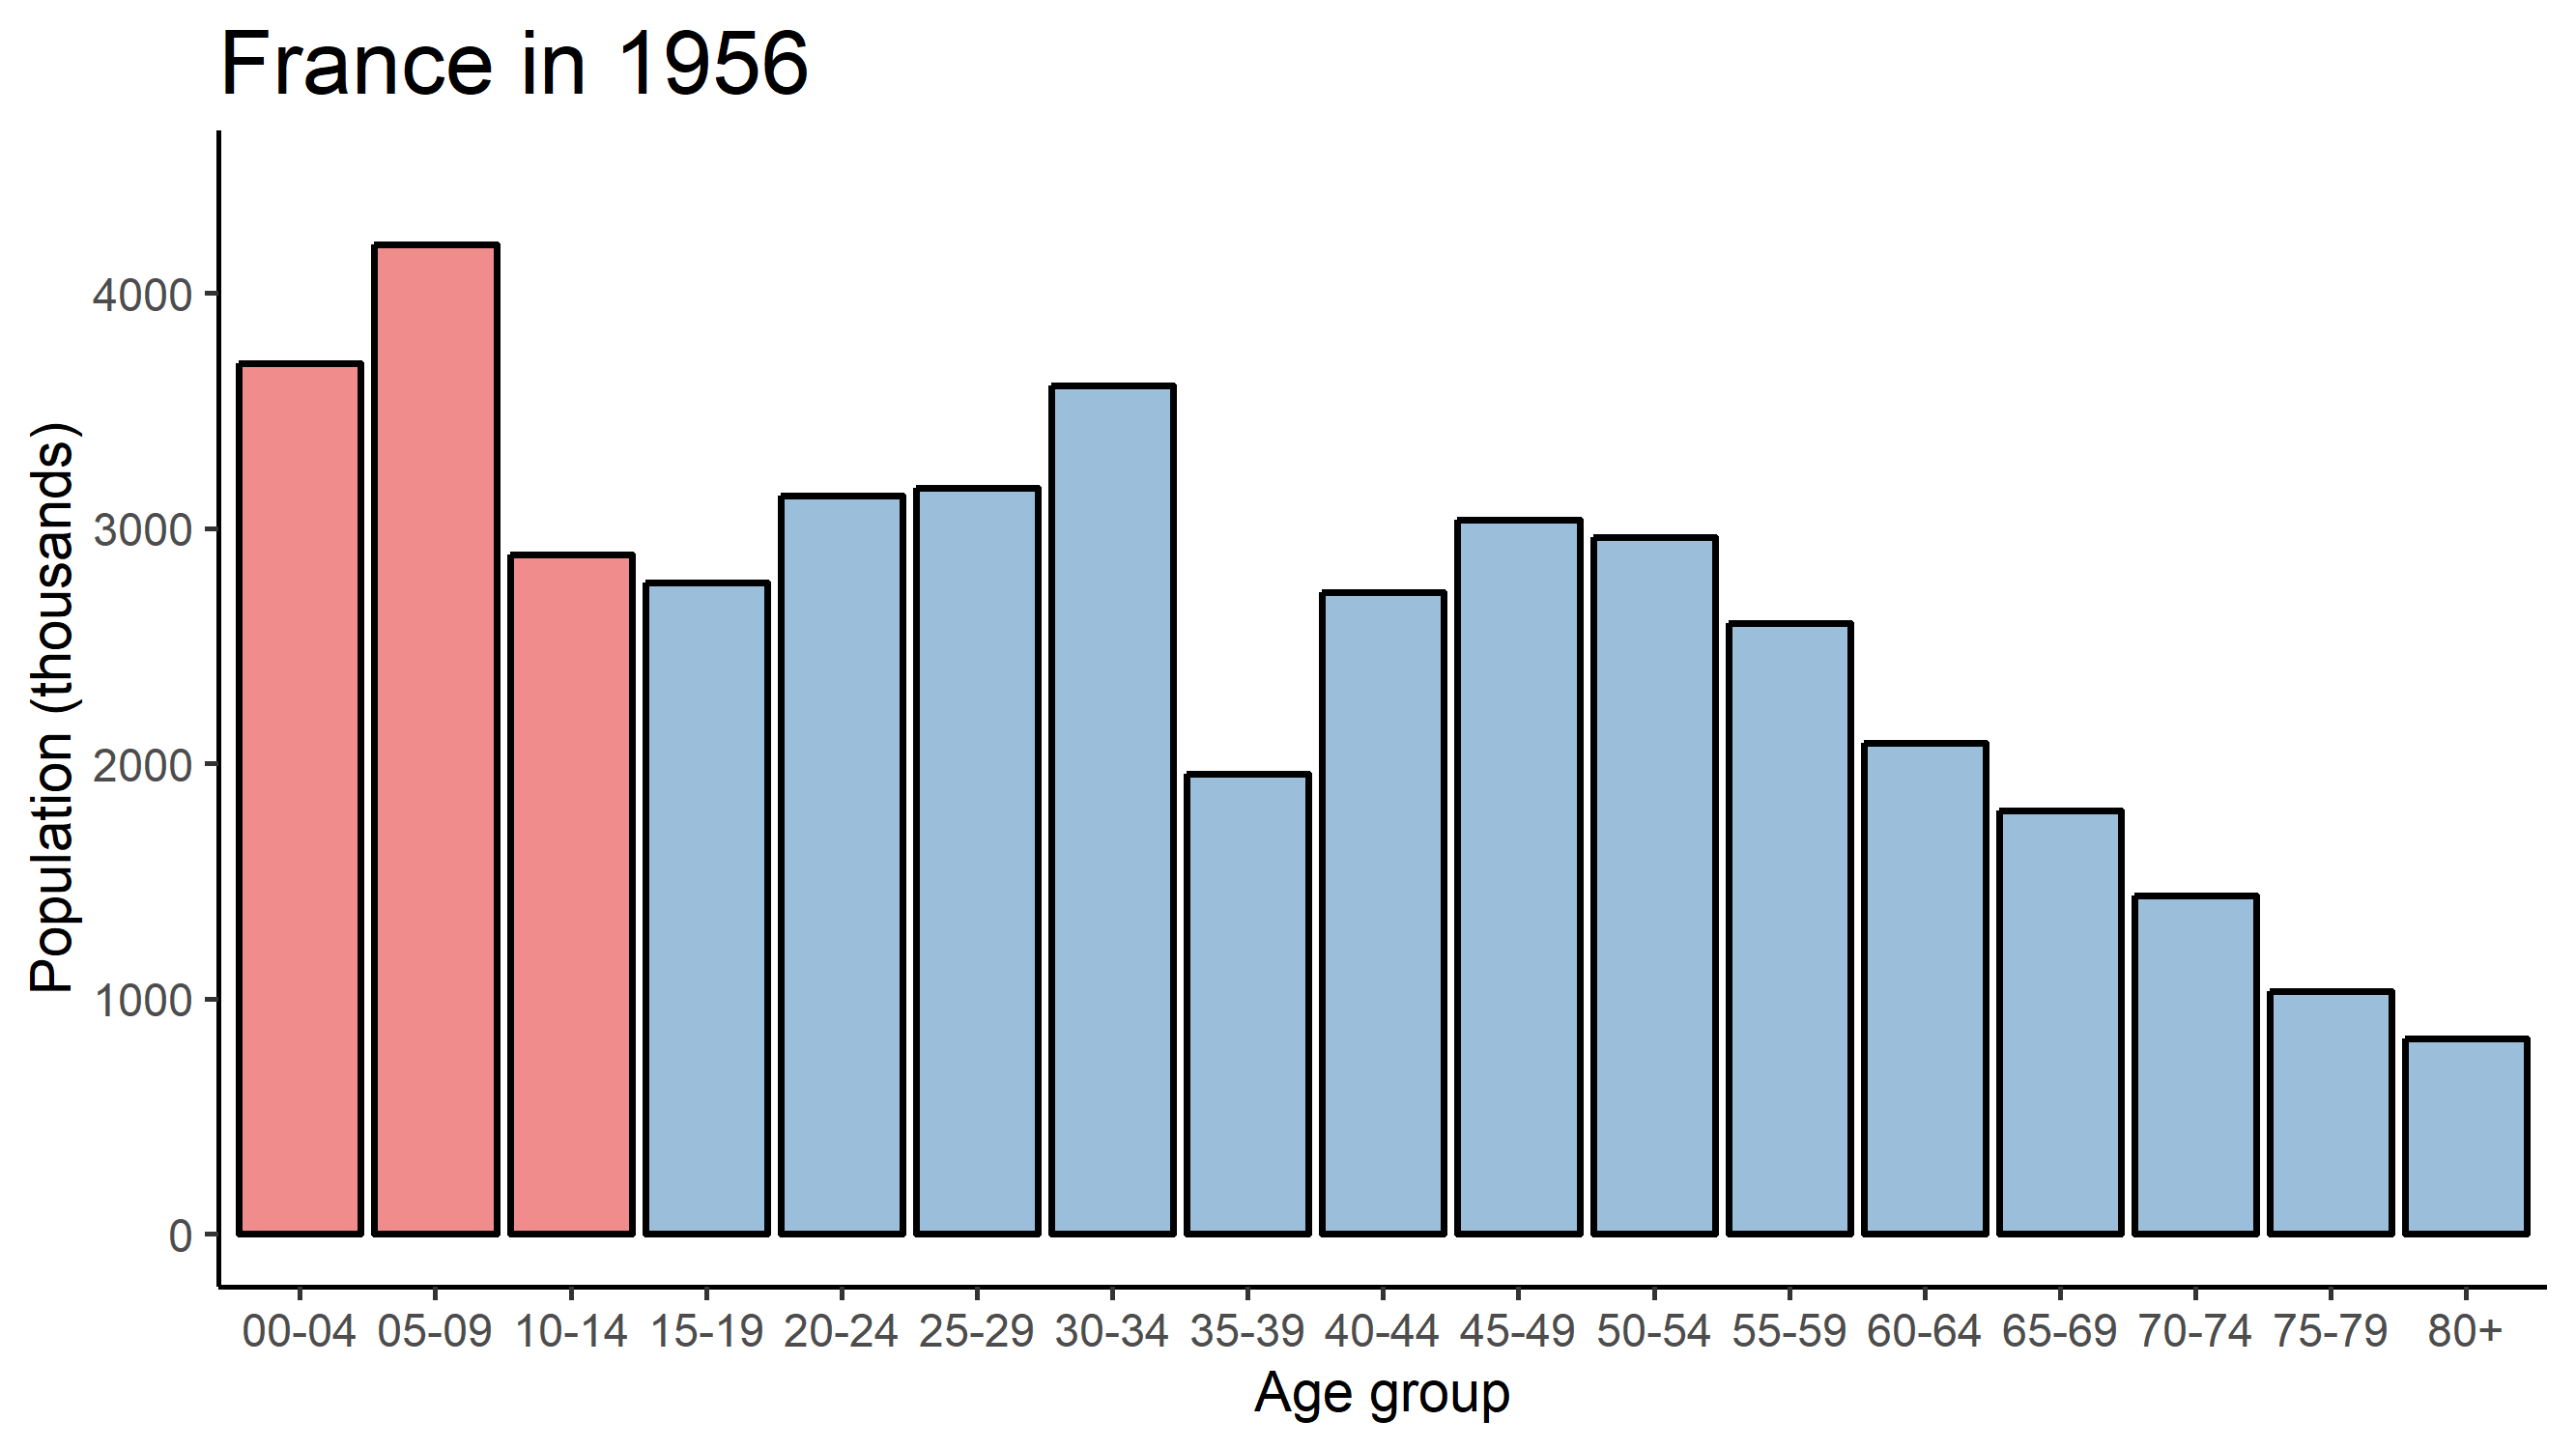 France in 1956
Population (thousands)
4000
3000
2000
1000
0
00-04 05-09 10-14 15-19 20-24 25-29 30-34 35-39 40-44 45-49 50-54 55-59 60-64 65-69 70-74 75-79 80+
Age group